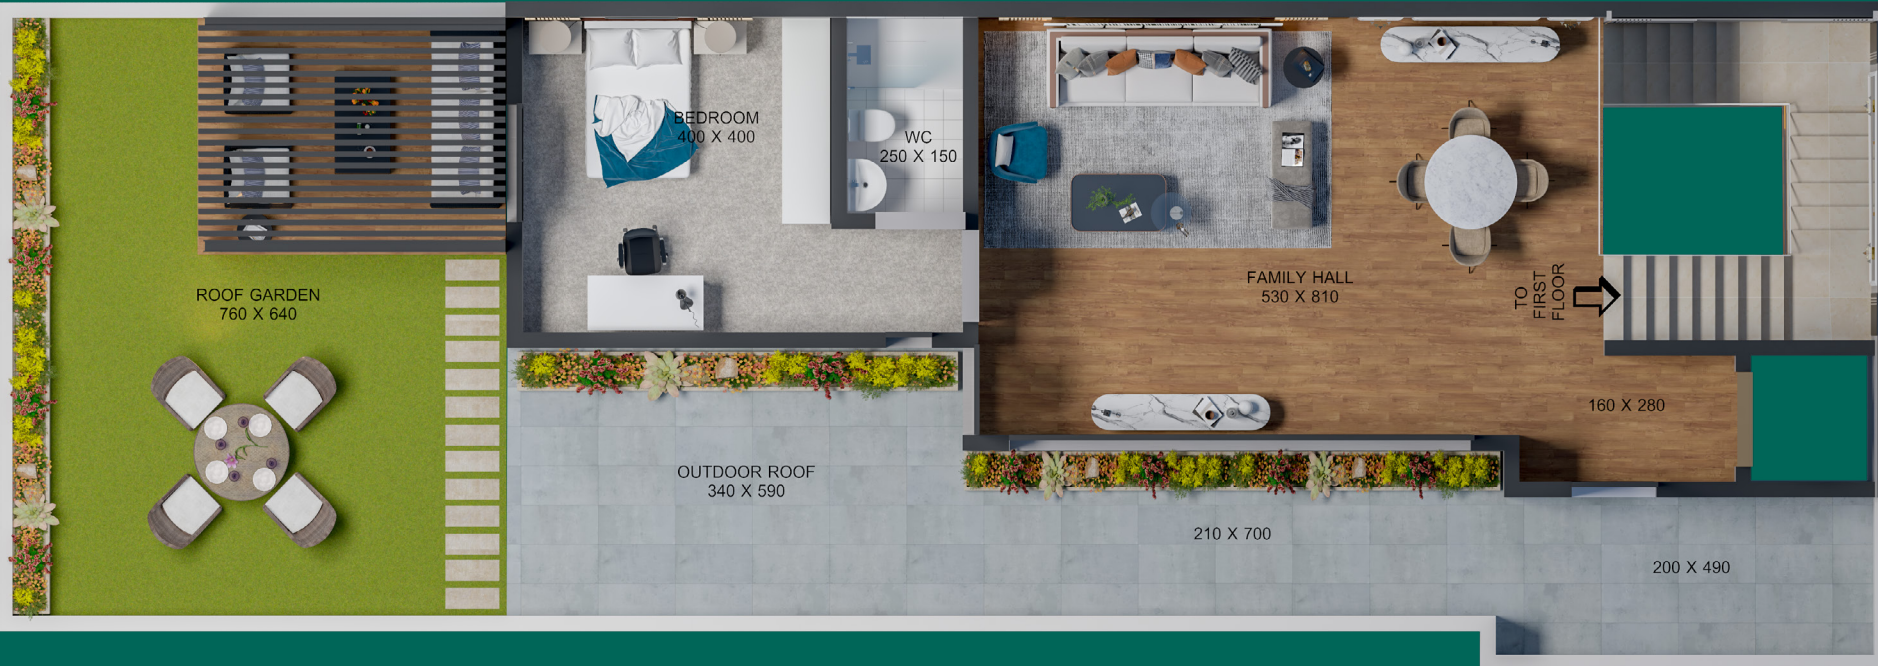 BEDROOM
400 X 400
WC
250 X 150
ROOF GARDEN
760 X 640
FAMILY HALL
530 X 810
TO
FIRST
FLOOR
160 X 280
OUTDOOR ROOF
340 X 590
210 X 700
200 X 490